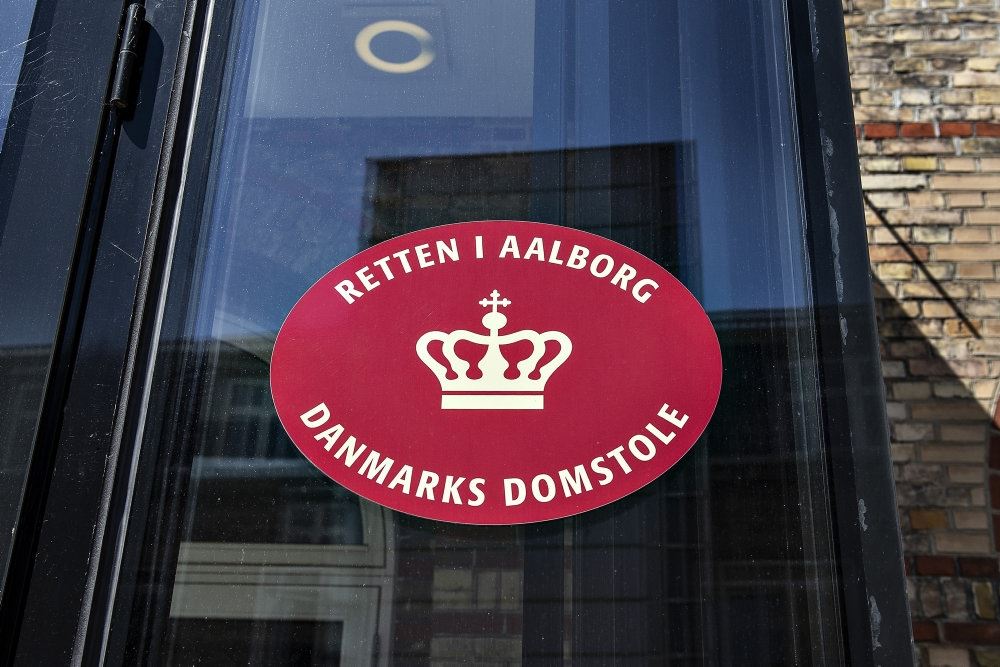 RETTEN I AALBORG
DANMARKS DOMSTOLE